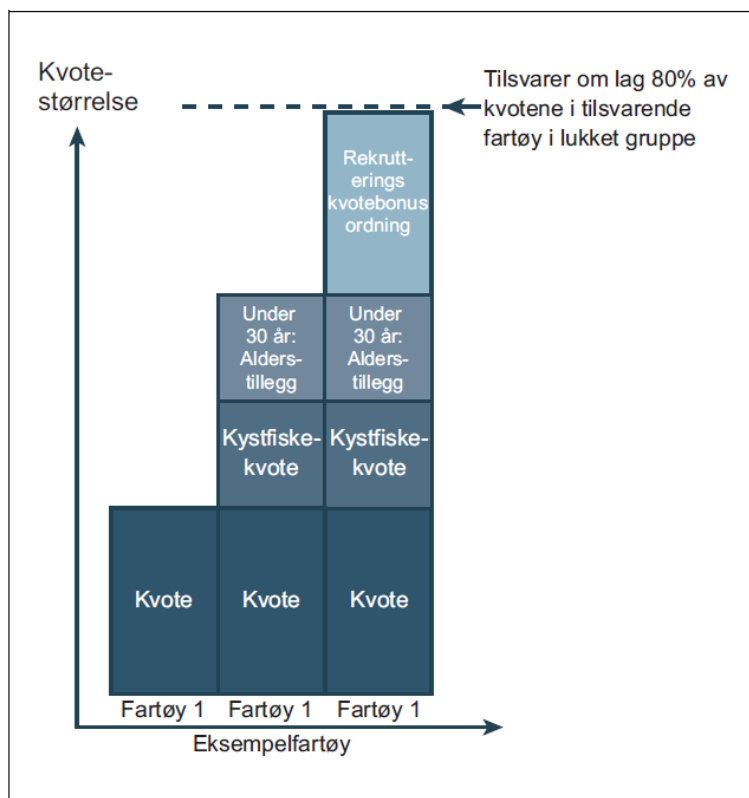 Kvote-
størrelse
Tilsvarer om lag 80% av
kvotene i tilsvarende
fartøy i lukket gruppe
Rekrutt-
erings
kvotebonus
ordning
Under
30 år:
Alders-
tillegg
Under
30 år:
Alders-
tillegg
Kystfiske-
kvote
Kystfiske-
kvote
Kvote
Kvote
Kvote
Fartøy 1
Fartøy 1
Fartøy 1
Eksempelfartøy